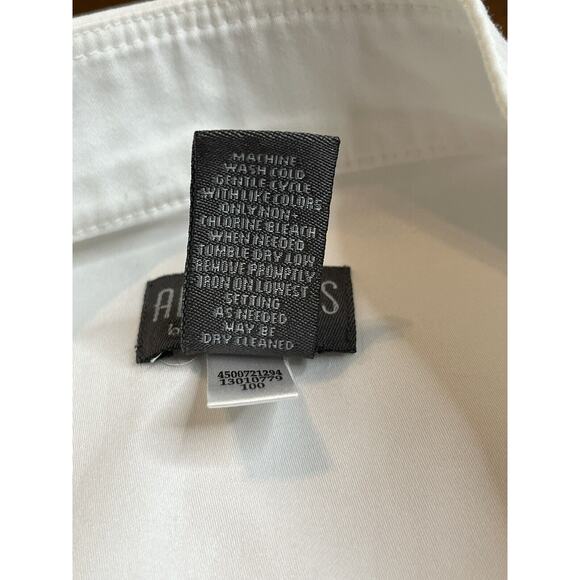 MACHINE
WASH COLD
GENTLE CYCLE
WITH LIKE COLORS
ONLY NON-
CHLORINE BLEACH
WHEN NEEDED
TUMBLE DRY LOW
REMOVE PROMPTLY
IRON ON LOWEST
SETTING
AS NEEDED
MAY BE
DRY CLEANED
4500721294
13010779
100